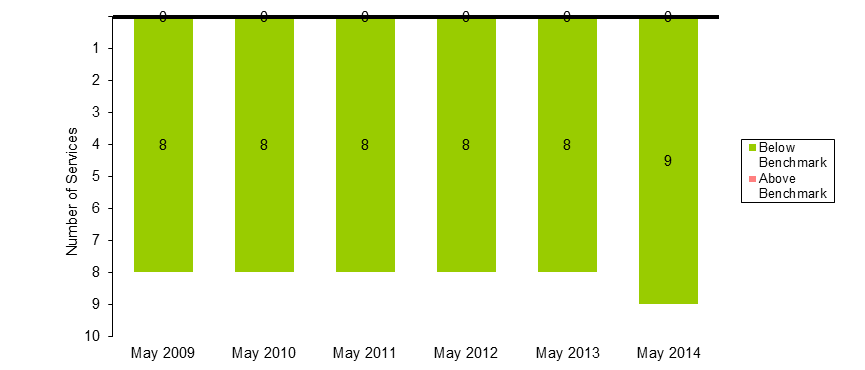 0 0 0 0 0 0
1
2
3
4
5
6
7
8
9
10
Number of Services
8 8 8 8 8 9
May 2009 May 2010 May 2011 May 2012 May 2013 May 2014
Below
Benchmark
Above
Benchmark